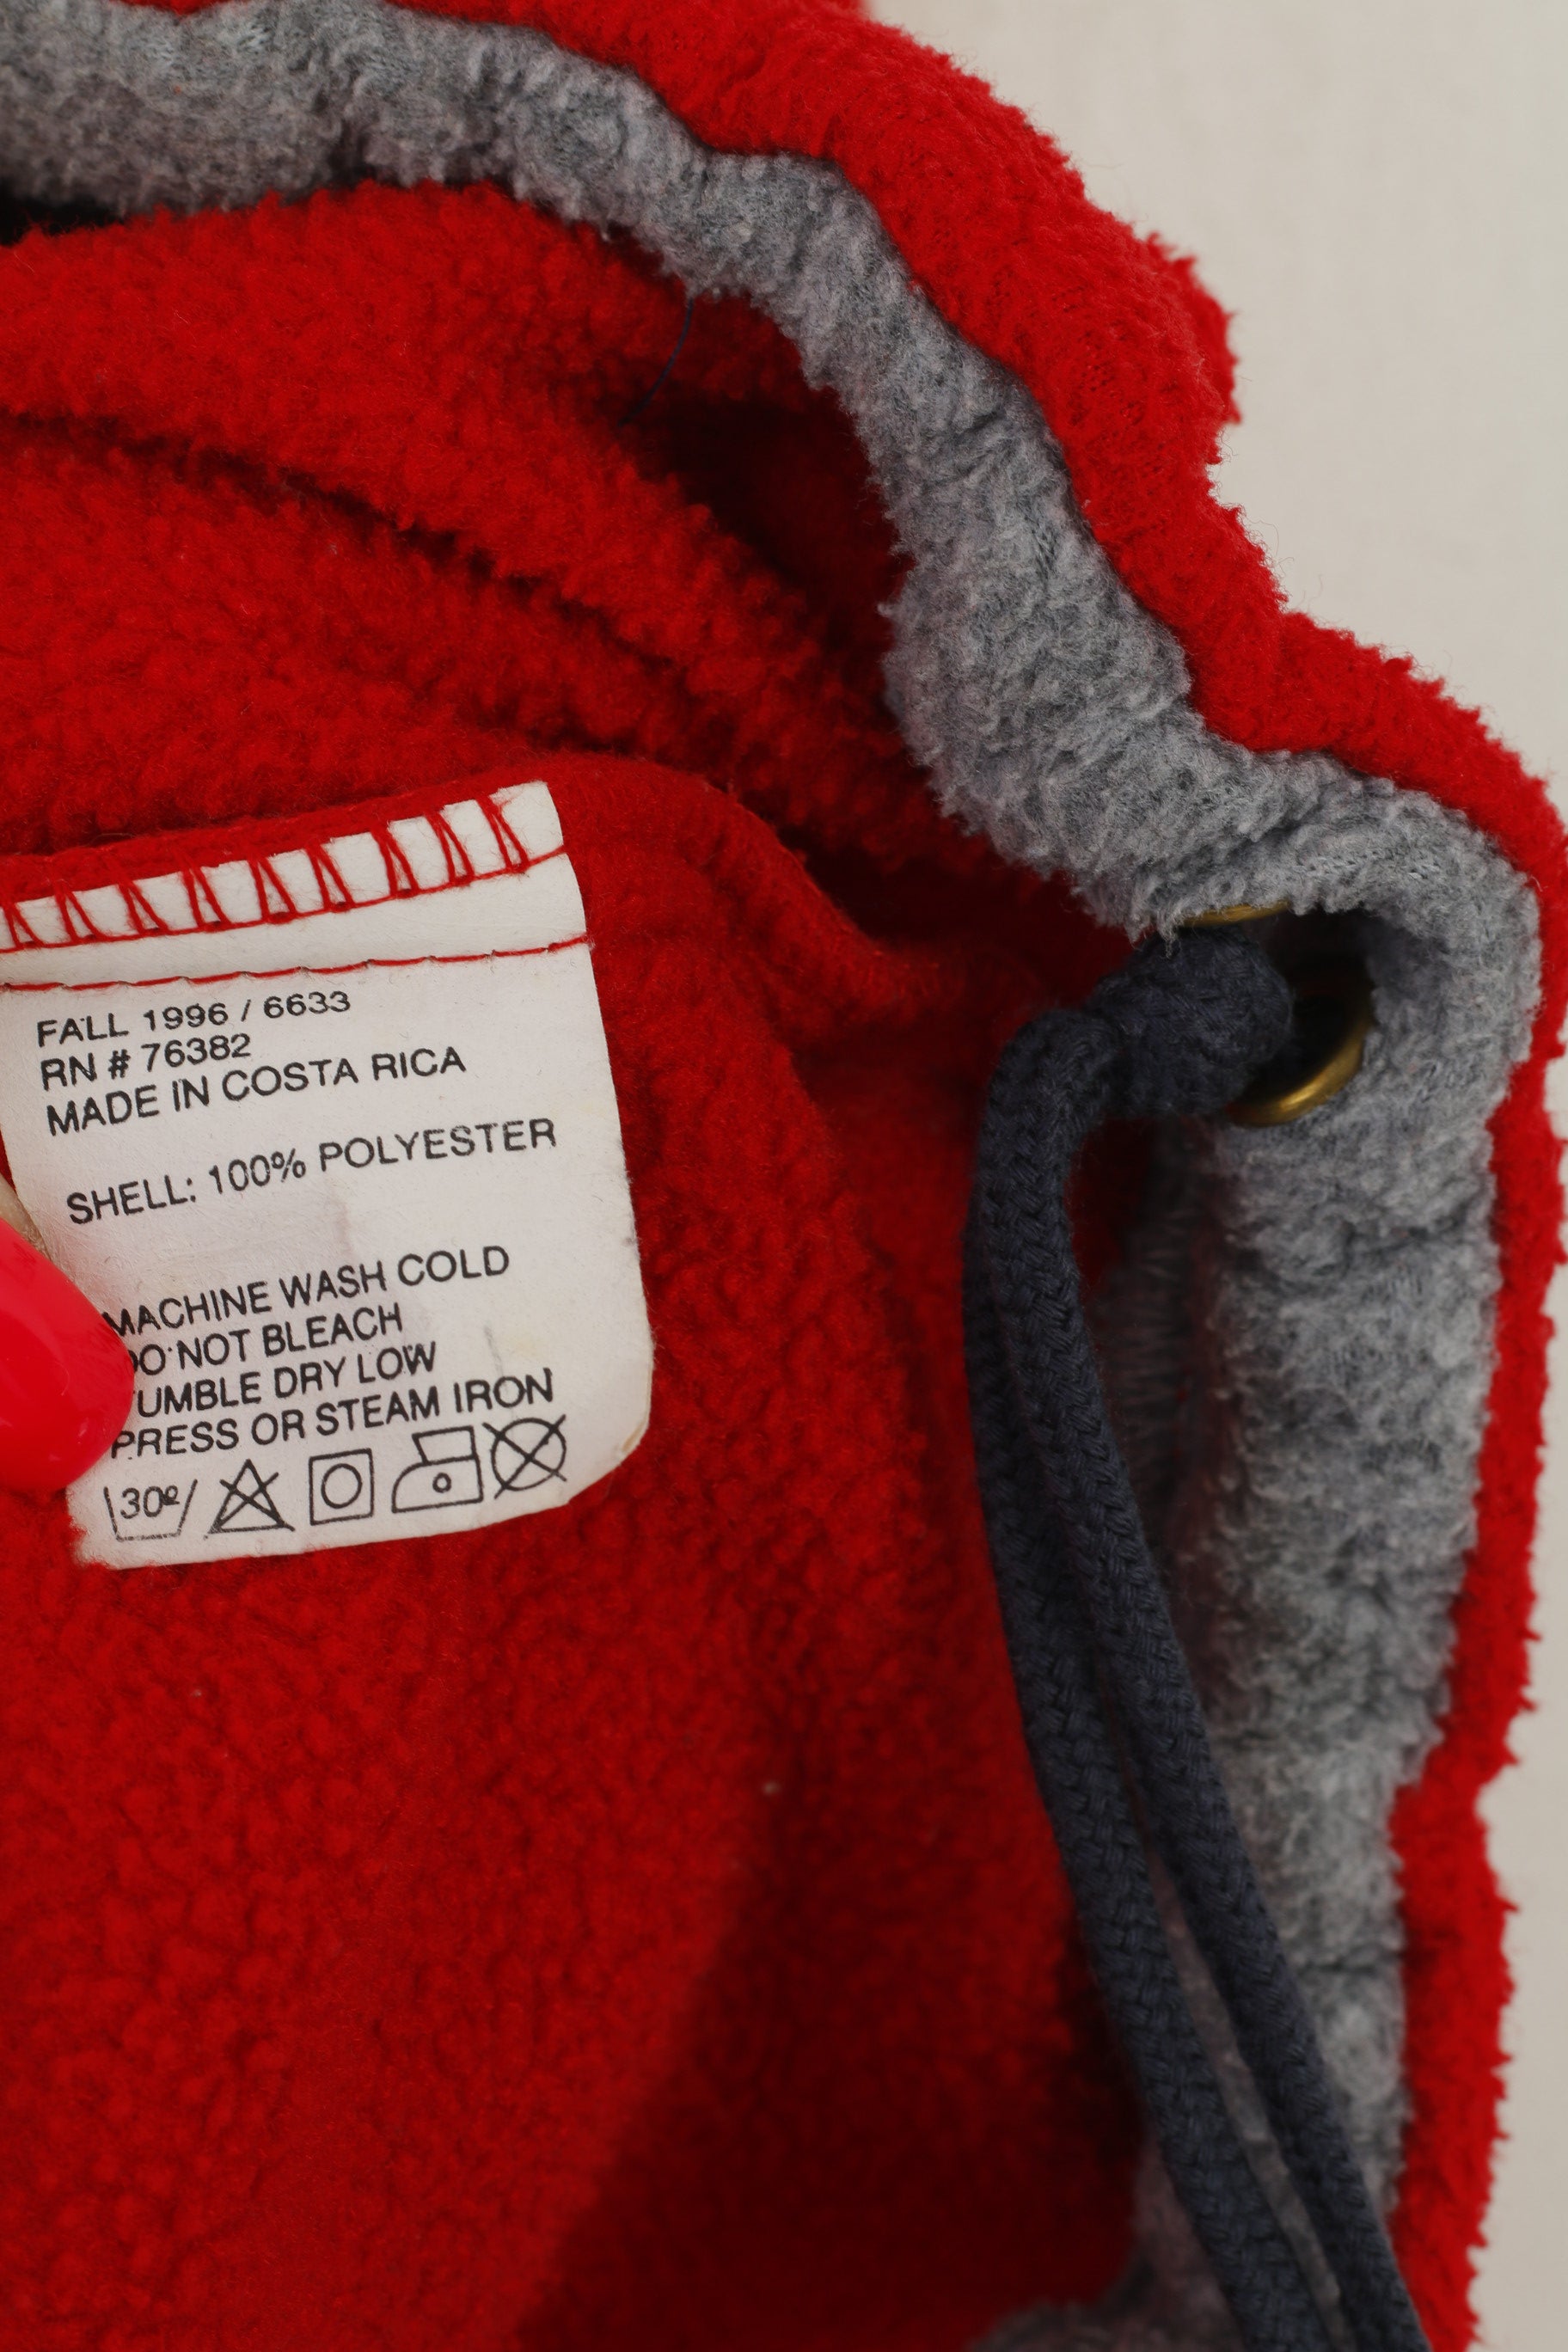 FALL 1996 / 6633
RN # 76382
MADE IN COSTA RICA
SHELL: 100% POLYESTER
MACHINE WASH COLD
DO NOT BLEACH
TUMBLE DRY LOW
PRESS OR STEAM IRON
30º